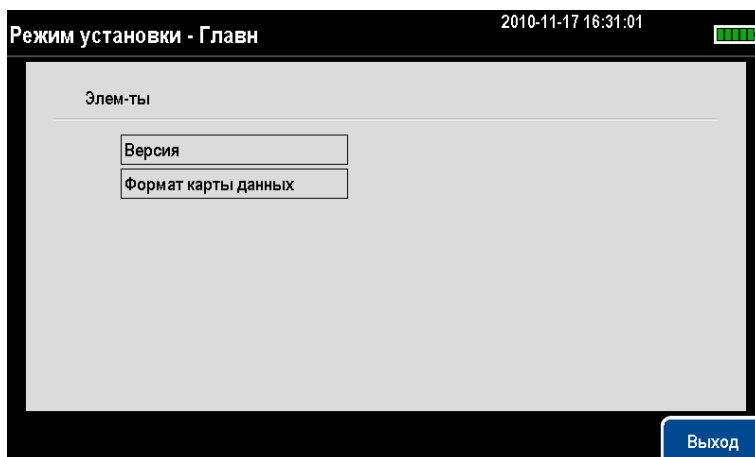 2010-11-17 16:31:01
Режим установки - Главн
Элем-ты
Версия
Формат карты данных
Выход